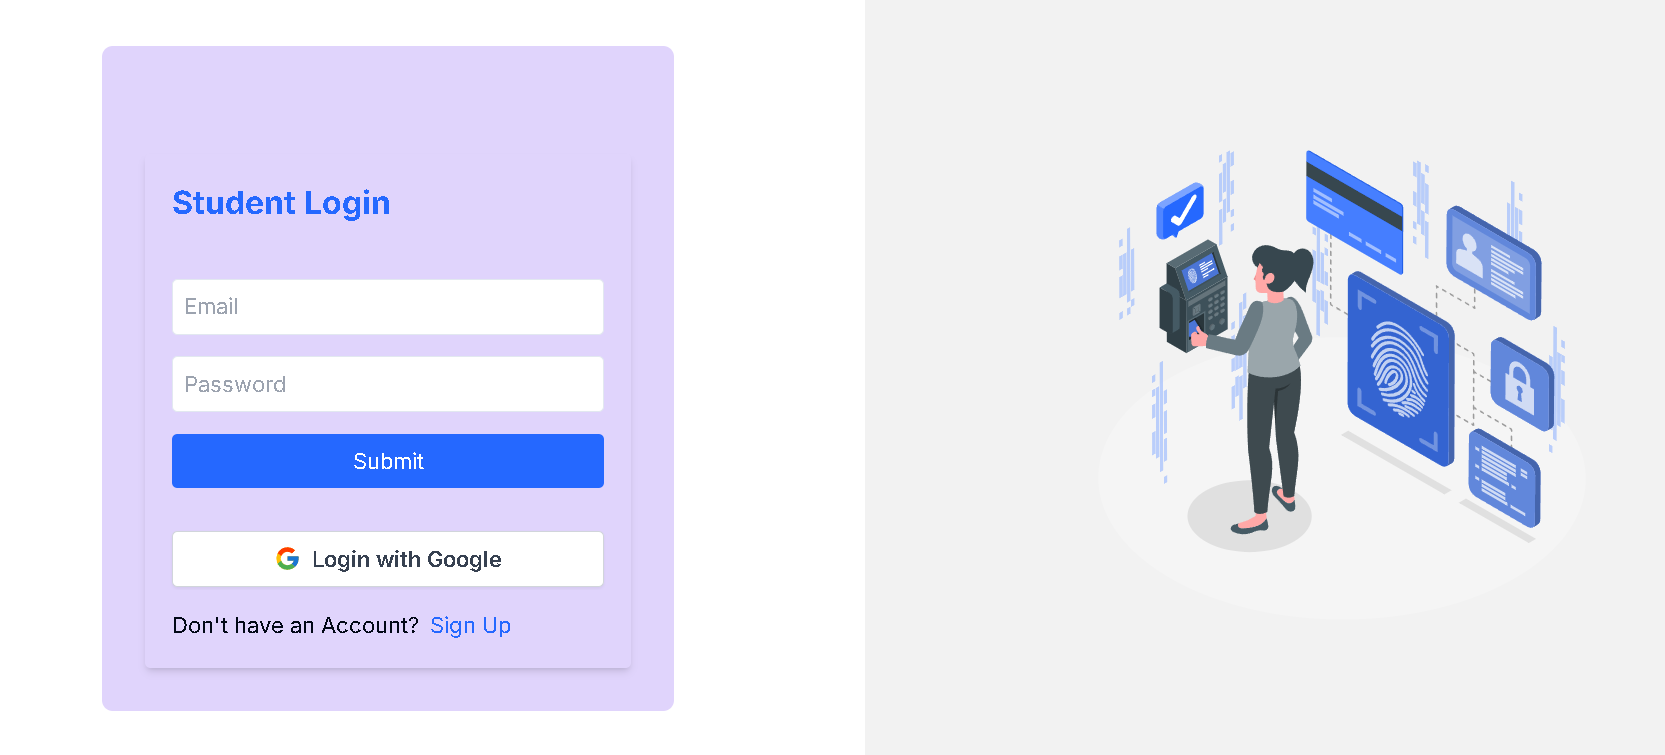 Student Login
Email
Password
Submit
Login with Google
Don't have an Account? Sign Up